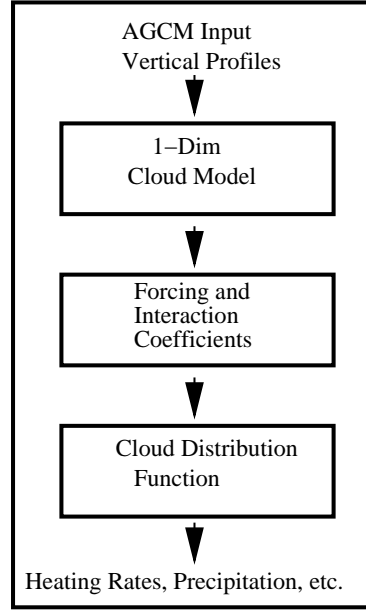 AGCM Input
Vertical Profiles
1–Dim
Cloud Model
Forcing and
Interaction
Coefficients
Cloud Distribution
Function
Heating Rates, Precipitation, etc.